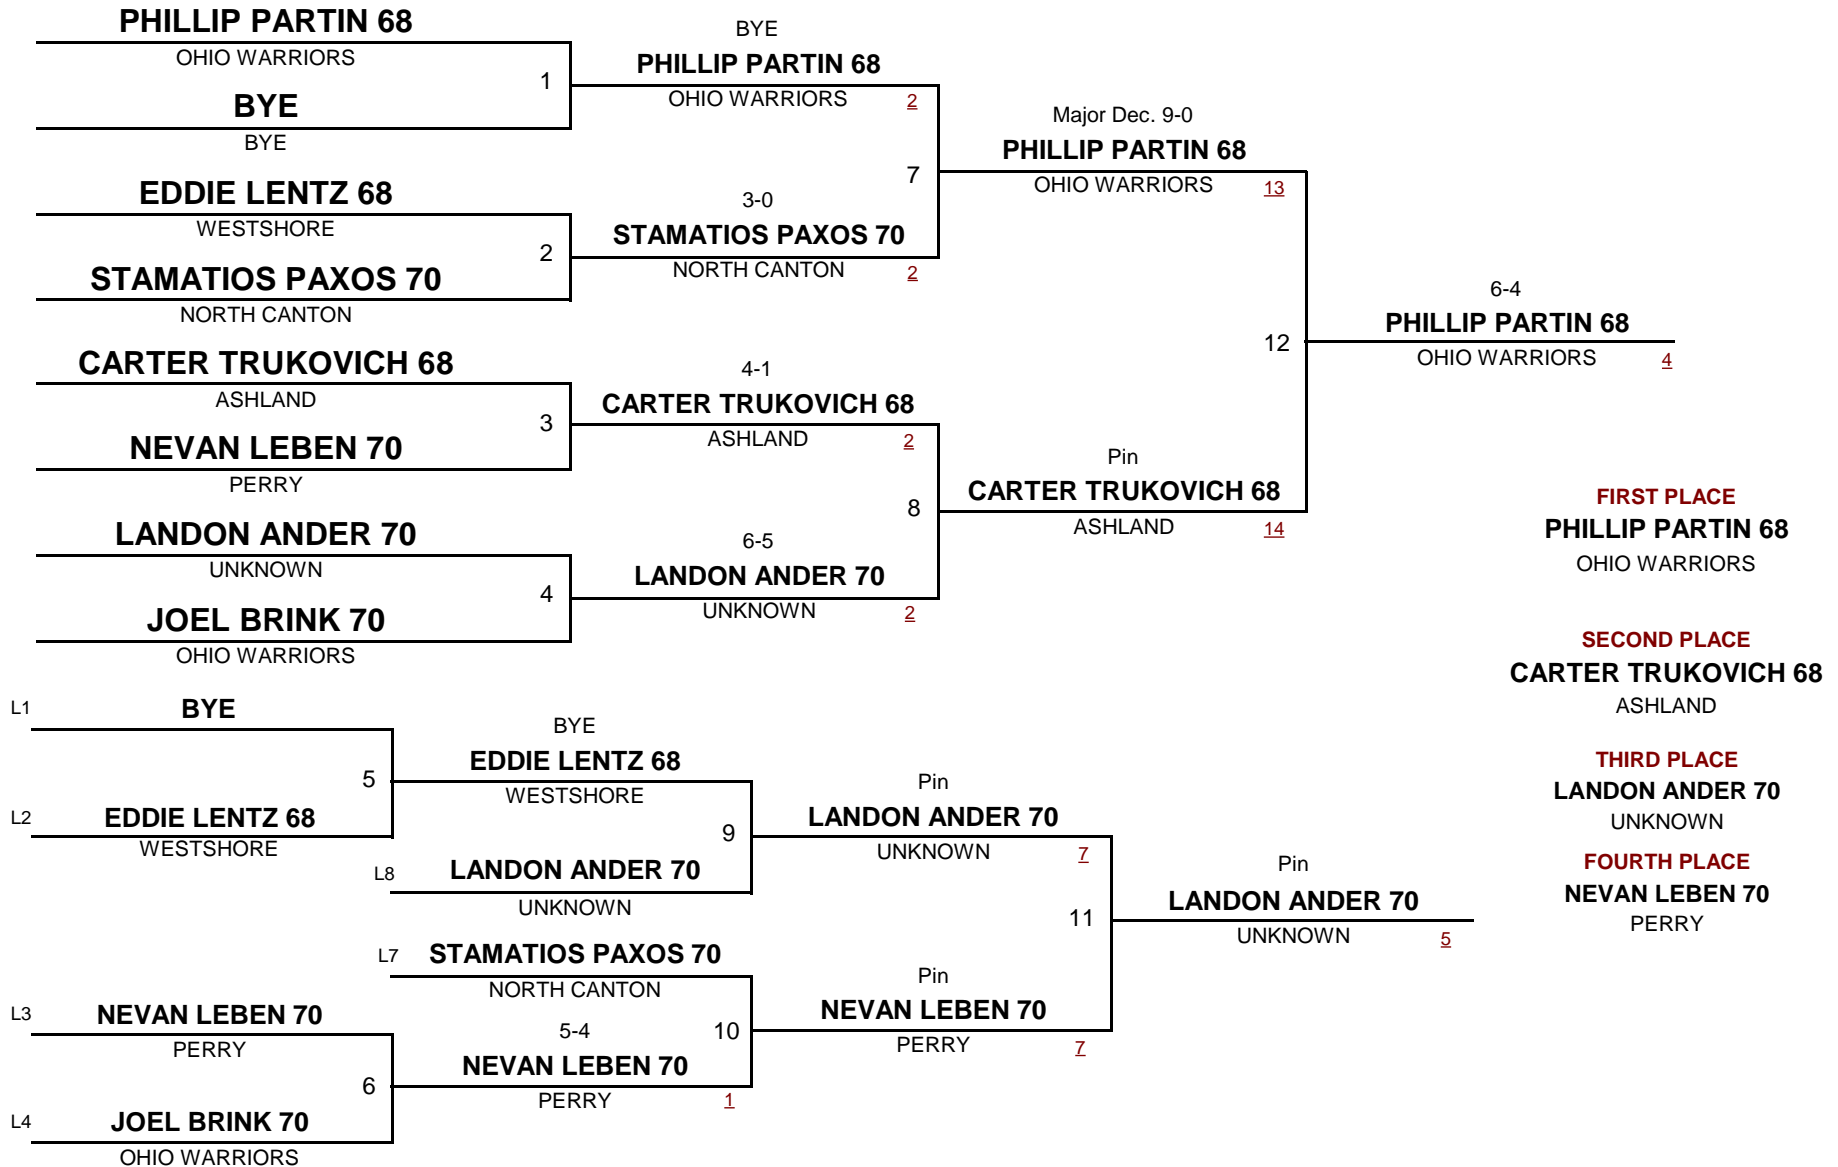 PHILLIP PARTIN 68
OHIO WARRIORS
1
BYE
BYE
EDDIE LENTZ 68
WESTSHORE
2
STAMATIOS PAXOS 70
NORTH CANTON
CARTER TRUKOVICH 68
ASHLAND
3
NEVAN LEBEN 70
PERRY
LANDON ANDER 70
UNKNOWN
4
JOEL BRINK 70
OHIO WARRIORS
BYE
PHILLIP PARTIN 68
OHIO WARRIORS 2
7
3-0
STAMATIOS PAXOS 70
NORTH CANTON 2
4-1
CARTER TRUKOVICH 68
ASHLAND 2
8
6-5
LANDON ANDER 70
UNKNOWN 2
Major Dec. 9-0
PHILLIP PARTIN 68
OHIO WARRIORS 13
12
Pin
CARTER TRUKOVICH 68
ASHLAND 14
6-4
PHILLIP PARTIN 68
OHIO WARRIORS 4
L1 BYE
5
L2 EDDIE LENTZ 68
WESTSHORE
L3 NEVAN LEBEN 70
PERRY
6
L4 JOEL BRINK 70
OHIO WARRIORS
BYE
EDDIE LENTZ 68
WESTSHORE
9
L8 LANDON ANDER 70
UNKNOWN
L7 STAMATIOS PAXOS 70
NORTH CANTON
10
5-4
NEVAN LEBEN 70
PERRY 1
Pin
LANDON ANDER 70
UNKNOWN 7
11
Pin
NEVAN LEBEN 70
PERRY 7
Pin
LANDON ANDER 70
UNKNOWN 5
FIRST PLACE
PHILLIP PARTIN 68
OHIO WARRIORS
SECOND PLACE
CARTER TRUKOVICH 68
ASHLAND
THIRD PLACE
LANDON ANDER 70
UNKNOWN
FOURTH PLACE
NEVAN LEBEN 70
PERRY